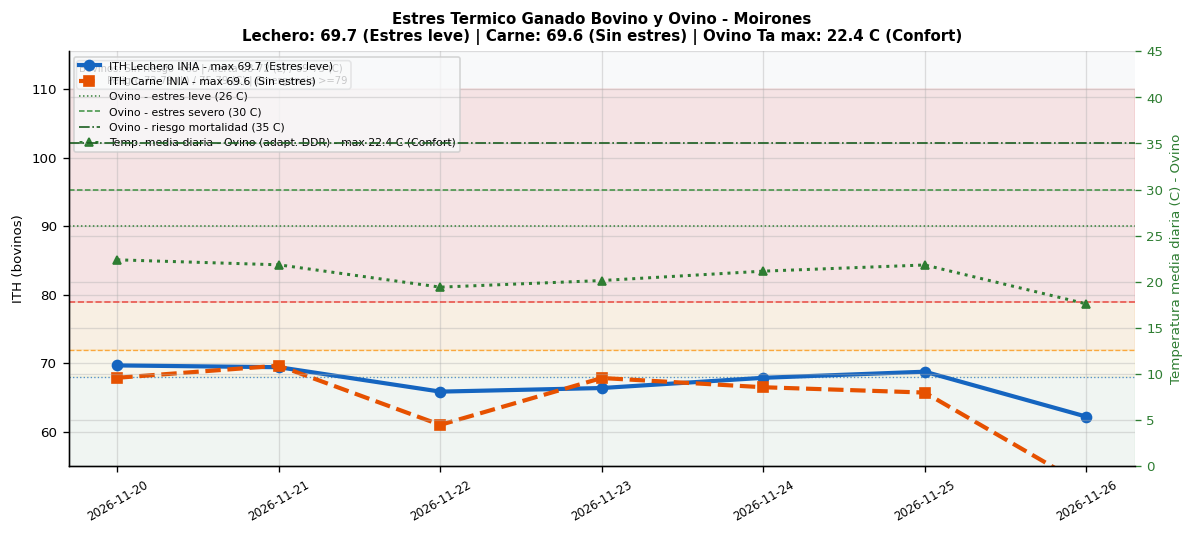 Estres Termico Ganado Bovino y Ovino - Moirones
Lechero: 69.7 (Estres leve) | Carne: 69.6 (Sin estres) | Ovino Ta max: 22.4 C (Confort)
ITH Lechero INIA - max 69.7 (Estres leve)
ITH Carne INIA - max 69.6 (Sin estres)
>=79
Ovino - estres leve (26 C)
Ovino - estres severo (30 C)
Ovino - riesgo mortalidad (35 C)
Temp. media diaria - Ovino (adapt. DDR) - max 22.4 C (Confort)
ITH (bovinos)
110
100
90
80
70
60
Temperatura media diaria (C) - Ovino
45
40
35
30
25
20
15
10
5
0
2026-11-20
2026-11-21
2026-11-22
2026-11-23
2026-11-24
2026-11-25
2026-11-26